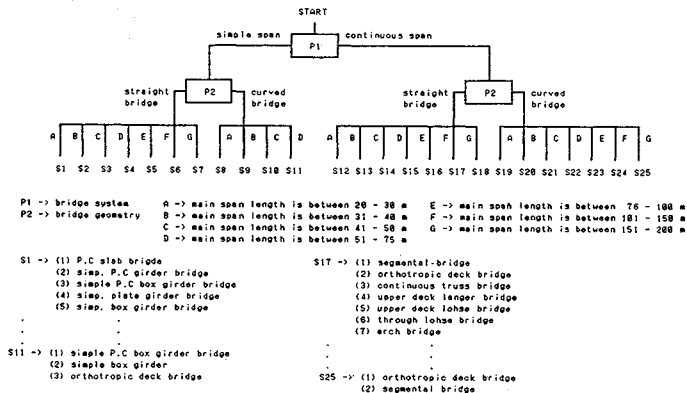 START
simple span
continuous span
P1
straight bridge
P2
curved bridge
straight bridge
P2
curved bridge
A B C D E F G A B C D A B C D E F G A B C D E F G
S1 S2 S3 S4 S5 S6 S7 S8 S9 S10 S11 S12 S13 S14 S15 S16 S17 S18 S19 S20 S21 S22 S23 S24 S25
P1 -> bridge system
P2 -> bridge geometry
A -> main span length is between 20 - 30 m
B -> main span length is between 31 - 40 m
C -> main span length is between 41 - 50 m
D -> main span length is between 51 - 75 m
E -> main span length is between 76 - 100 m
F -> main span length is between 101 - 150 m
G -> main span length is between 151 - 200 m
S1 -> (1) P.C slab brigde
(2) simp. P.C girder bridge
(3) simple P.C box girder bridge
(4) simp. plate girder bridge
(5) simp. box girder bridge
.
.
.
S11 -> (1) simple P.C box girder bridge
(2) simple box girder
(3) orthotropic deck bridge
S17 -> (1) segmental-bridge
(2) orthotropic deck bridge
(3) continuous truss bridge
(4) upper deck langer bridge
(5) upper deck lohse bridge
(6) through lohse bridge
(7) arch bridge
.
.
.
S25 -> (1) orthotropic deck bridge
(2) segmental bridge